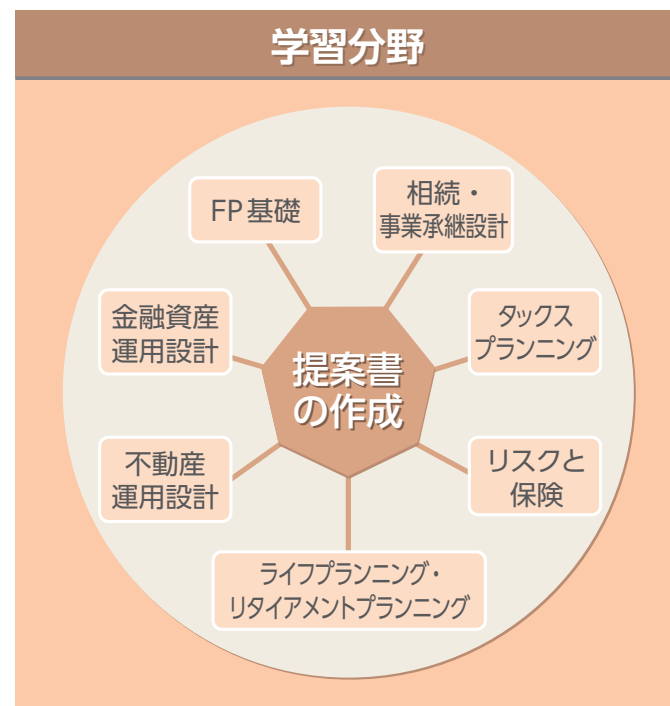 学習分野
FP基礎
相続・
事業承継設計
金融資産
運用設計
タックス
プランニング
提案書
の作成
不動産
運用設計
リスクと
保険
ライフプランニング・
リタイアメントプランニング